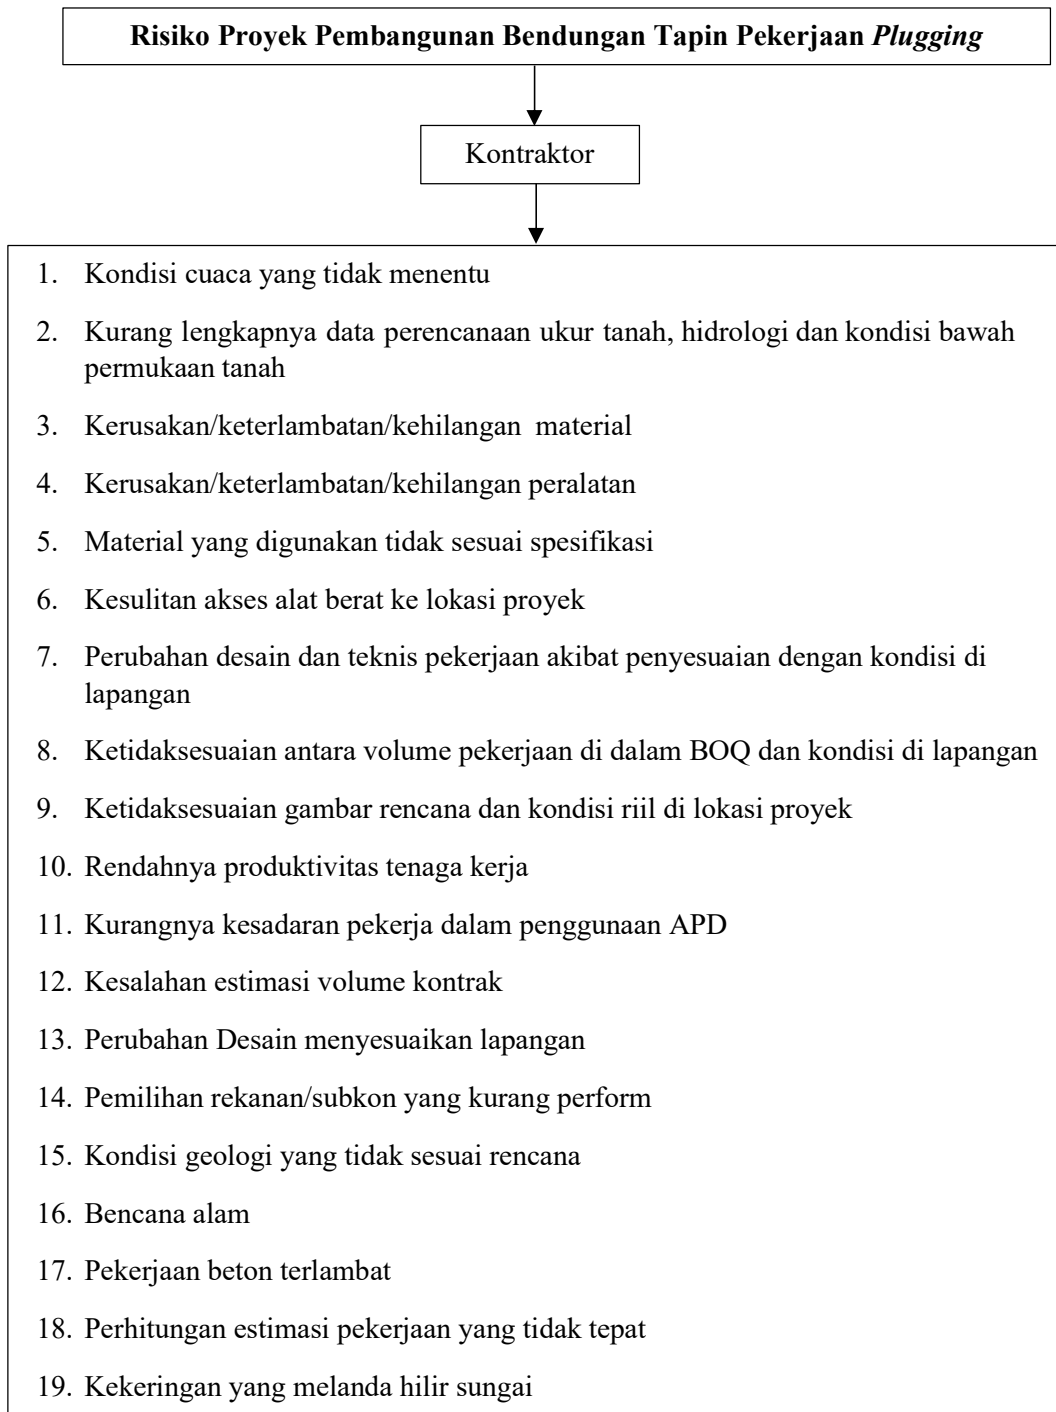 Risiko Proyek Pembangunan Bendungan Tapin Pekerjaan Plugging
Kontraktor
1. Kondisi cuaca yang tidak menentu
2. Kurang lengkapnya data perencanaan ukur tanah, hidrologi dan kondisi bawah
permukaan tanah
3. Kerusakan/keterlambatan/kehilangan material
4. Kerusakan/keterlambatan/kehilangan peralatan
5. Material yang digunakan tidak sesuai spesifikasi
6. Kesulitan akses alat berat ke lokasi proyek
7. Perubahan desain dan teknis pekerjaan akibat penyesuaian dengan kondisi di
lapangan
8. Ketidaksesuaian antara volume pekerjaan di dalam BOQ dan kondisi di lapangan
9. Ketidaksesuaian gambar rencana dan kondisi riil di lokasi proyek
10. Rendahnya produktivitas tenaga kerja
11. Kurangnya kesadaran pekerja dalam penggunaan APD
12. Kesalahan estimasi volume kontrak
13. Perubahan Desain menyesuaikan lapangan
14. Pemilihan rekanan/subkon yang kurang perform
15. Kondisi geologi yang tidak sesuai rencana
16. Bencana alam
17. Pekerjaan beton terlambat
18. Perhitungan estimasi pekerjaan yang tidak tepat
19. Kekeringan yang melanda hilir sungai